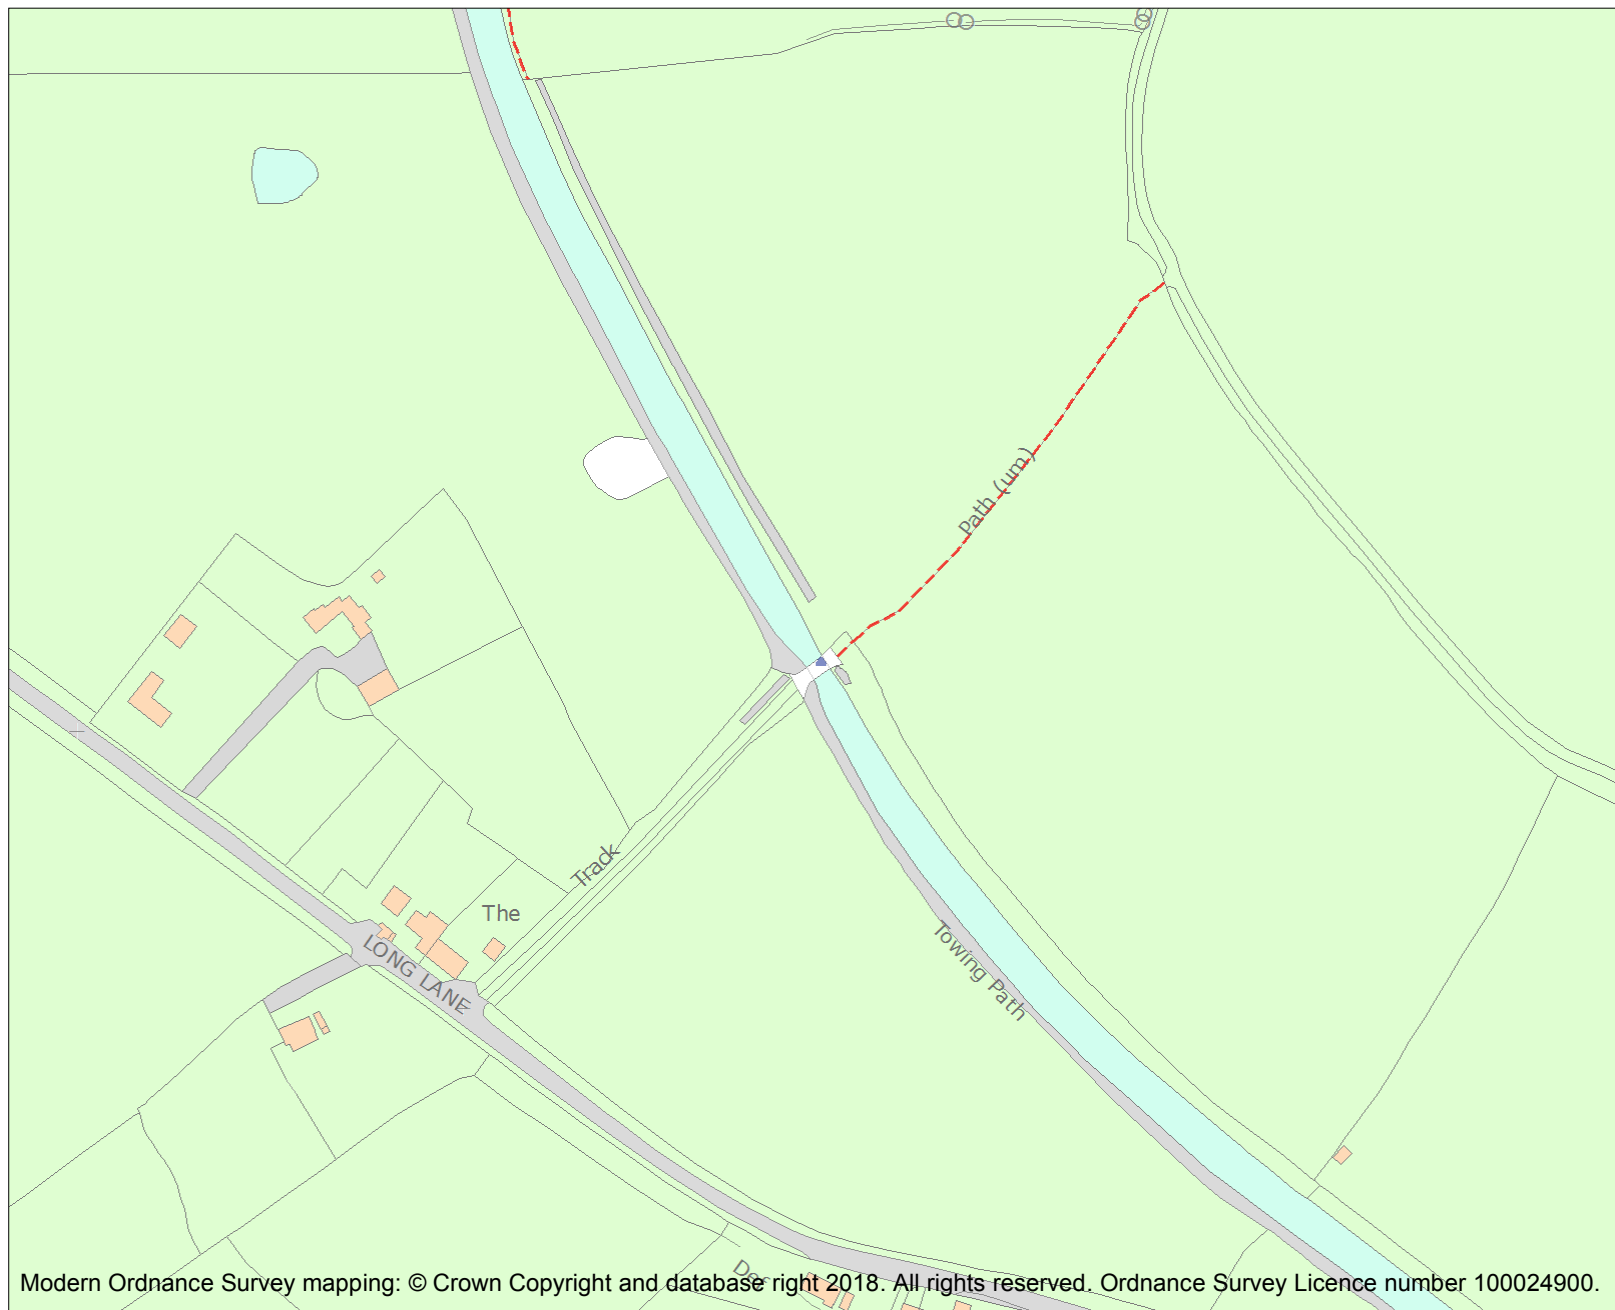 Path (um)
Track
The
LONG LANE
Towing Path
Modern Ordnance Survey mapping: © Crown Copyright and database right 2018. All rights reserved. Ordnance Survey Licence number 100024900.